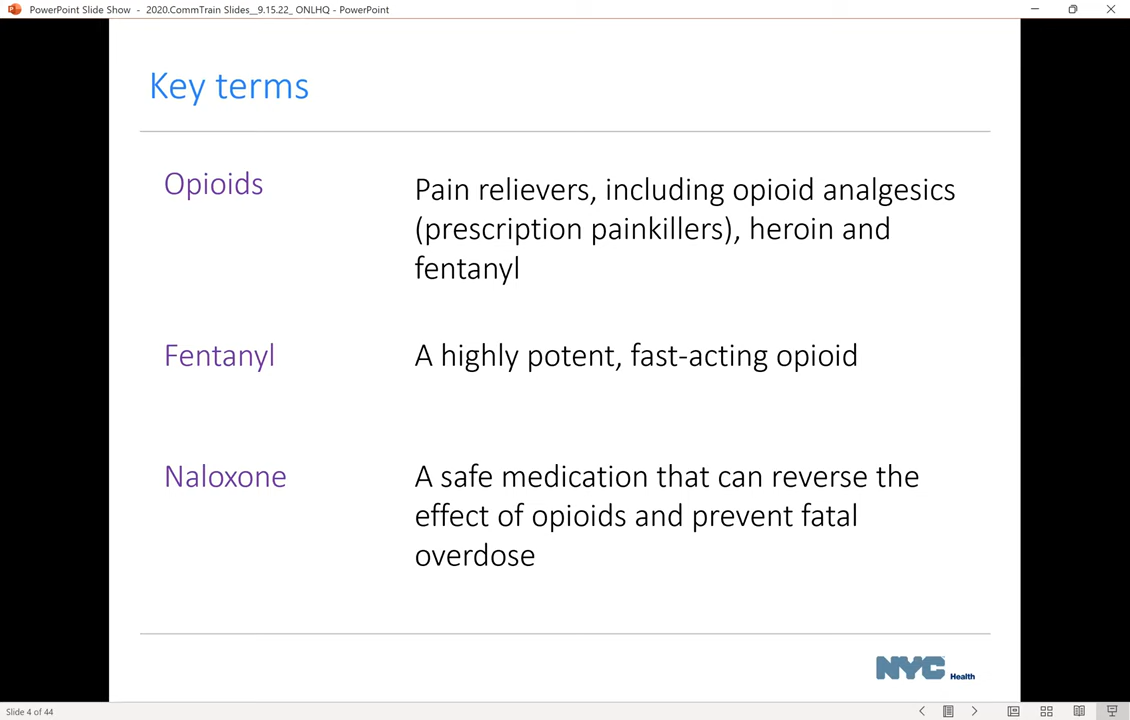 PowerPoint Slide Show - 2020.CommTrain Slides__9.15.22_ ONLHQ - PowerPoint
Key terms
Opioids
Pain relievers, including opioid analgesics
(prescription painkillers), heroin and
fentanyl
Fentanyl
A highly potent, fast-acting opioid
Naloxone
A safe medication that can reverse the
effect of opioids and prevent fatal
overdose
NYC Health
Slide 4 of 44